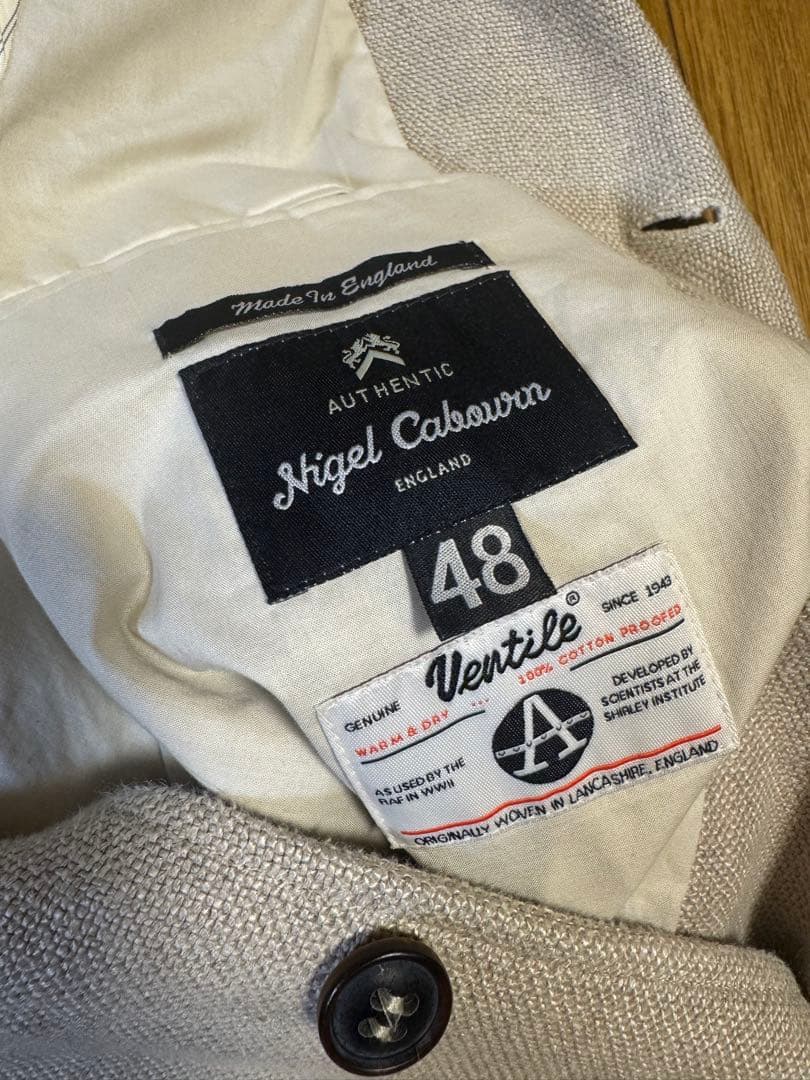 Made In England
AUTHENTIC
Nigel Cabourn
ENGLAND
48
Ventile®
SINCE 1943
GENUINE
100% COTTON PROOFED
WARM & DRY ...
DEVELOPED BY
SCIENTISTS AT THE
SHIRLEY INSTITUTE
A
AS USED BY THE
RAF IN WWII
ORIGINALLY WOVEN IN LANCASHIRE, ENGLAND